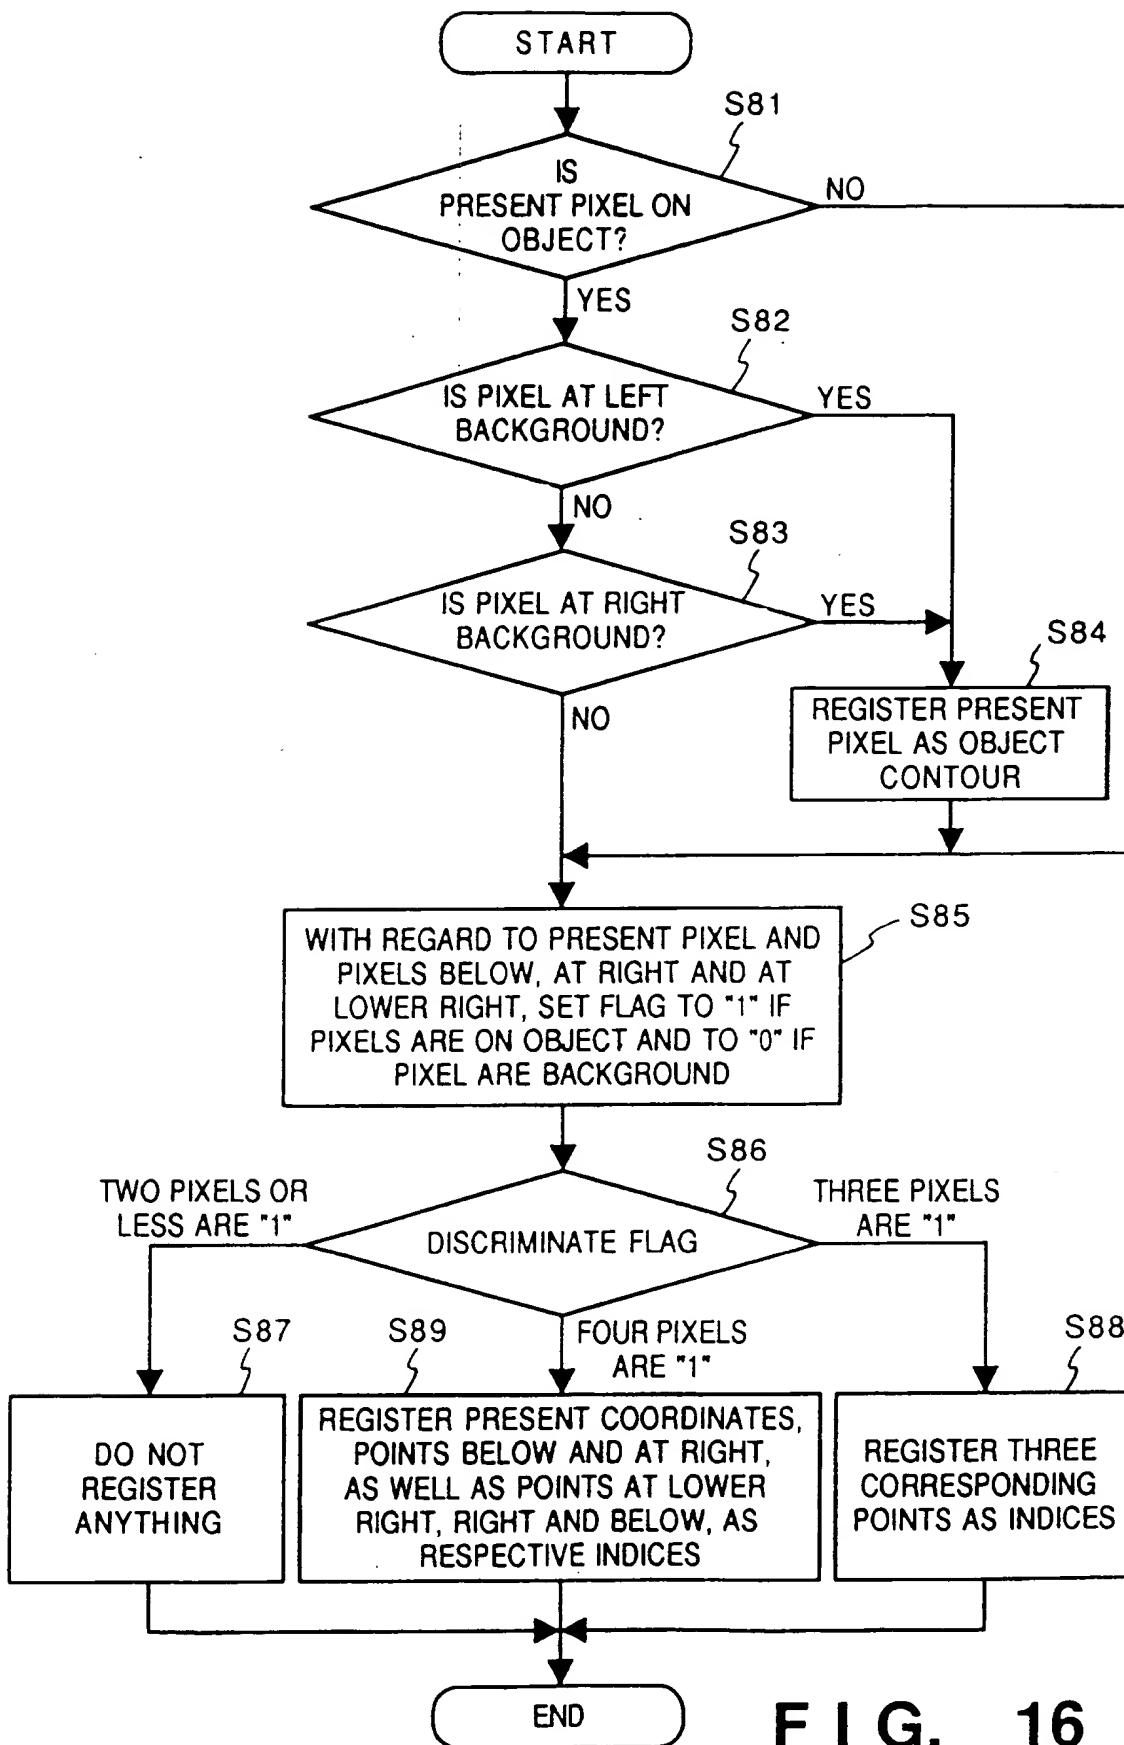 START
S81
IS
PRESENT PIXEL ON
OBJECT?
NO
YES
S82
IS PIXEL AT LEFT
BACKGROUND?
YES
NO
S83
IS PIXEL AT RIGHT
BACKGROUND?
YES
NO
S84
REGISTER PRESENT
PIXEL AS OBJECT
CONTOUR
S85
WITH REGARD TO PRESENT PIXEL AND
PIXELS BELOW, AT RIGHT AND AT
LOWER RIGHT, SET FLAG TO "1" IF
PIXELS ARE ON OBJECT AND TO "0" IF
PIXEL ARE BACKGROUND
S86
DISCRIMINATE FLAG
TWO PIXELS OR
LESS ARE "1"
THREE PIXELS
ARE "1"
FOUR PIXELS
ARE "1"
S87
DO NOT
REGISTER
ANYTHING
S89
REGISTER PRESENT COORDINATES,
POINTS BELOW AND AT RIGHT,
AS WELL AS POINTS AT LOWER
RIGHT, RIGHT AND BELOW, AS
RESPECTIVE INDICES
S88
REGISTER THREE
CORRESPONDING
POINTS AS INDICES
END
FIG. 16